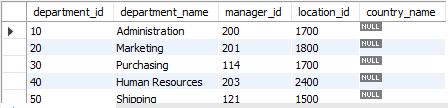 department_id department_name manager_id location_id country_name
10 Administration 200 1700 NULL
20 Marketing 201 1800 NULL
30 Purchasing 114 1700 NULL
40 Human Resources 203 2400 NULL
50 Shipping 121 1500 NULL